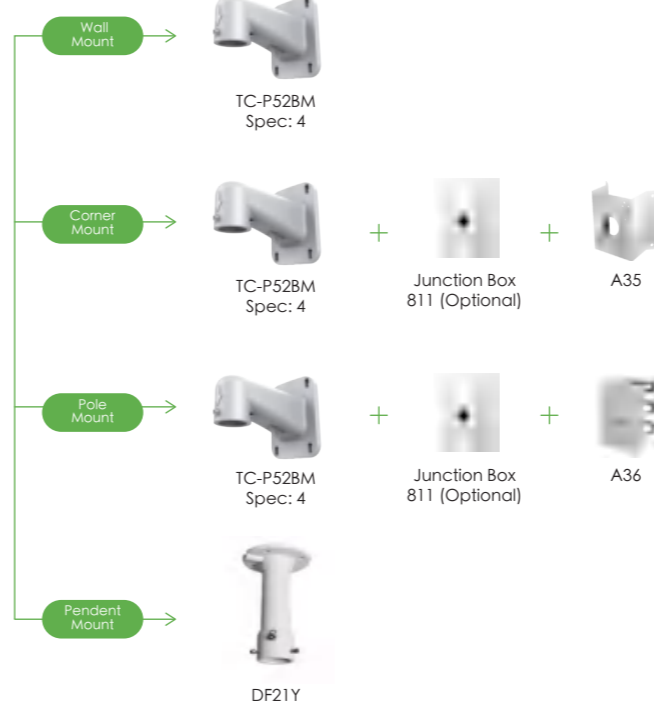 Wall
Mount
TC-P52BM
Spec: 4
Corner
Mount
TC-P52BM
Spec: 4
+
Junction Box
811 (Optional)
+
A35
Pole
Mount
TC-P52BM
Spec: 4
+
Junction Box
811 (Optional)
+
A36
Pendent
Mount
DF21Y